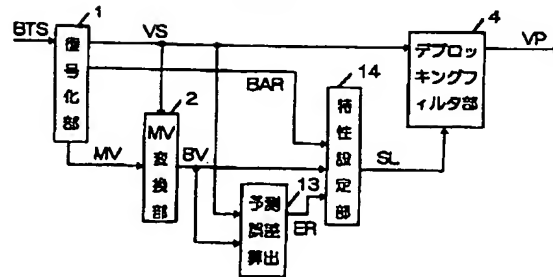 1
4
BTS
VS
VP
復号化部
デブロッ
キングフ
ィルタ部
14
BAR
2
特性設定部
MV
変換部
MV
BV
SL
13
予測
誤差
算出
ER